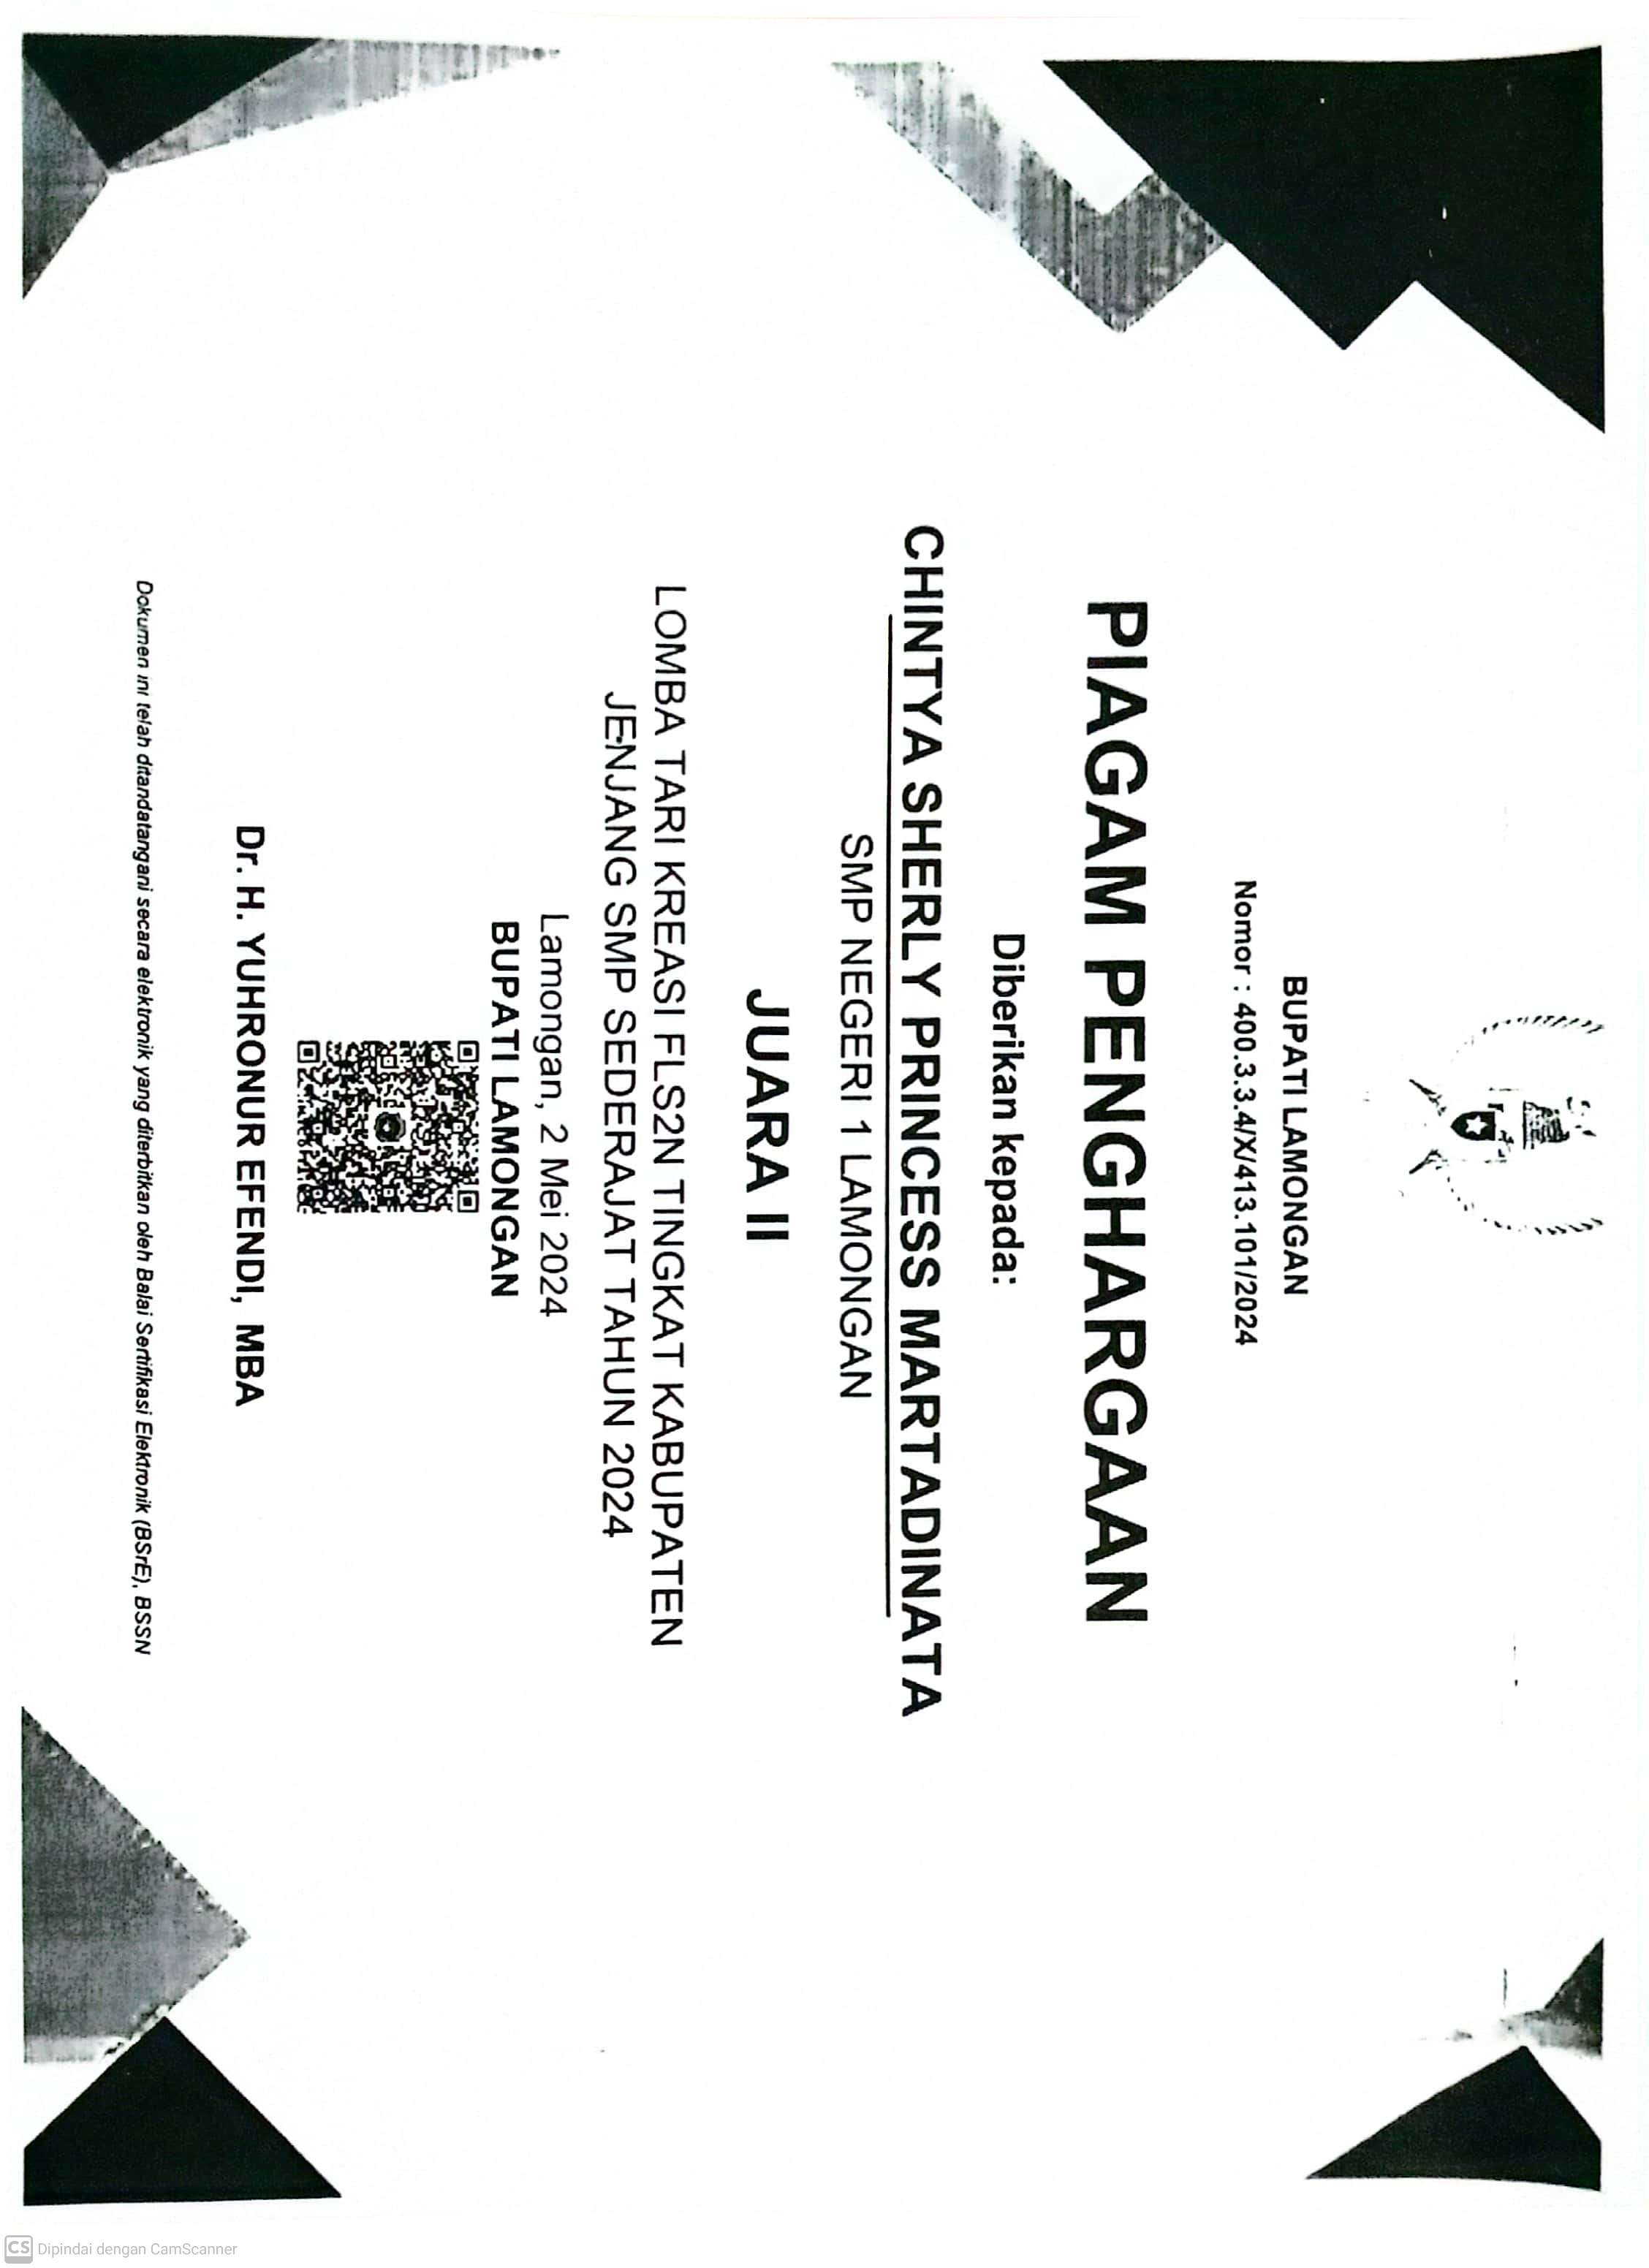 BUPATI LAMONGAN
Nomor : 400.3.3.4/X/413.101/2024
PIAGAM PENGHARGAAN
Diberikan kepada:
CHINTYA SHERLY PRINCESS MARTADINATA
SMP NEGERI 1 LAMONGAN
JUARA II
LOMBA TARI KREASI FLS2N TINGKAT KABUPATEN
JENJANG SMP SEDERAJAT TAHUN 2024
Lamongan, 2 Mei 2024
BUPATI LAMONGAN
Dr. H. YUHRONUR EFENDI, MBA
Dokumen ini telah ditandatangani secara elektronik yang diterbitkan oleh Balai Sertifikasi Elektronik (BSrE), BSSN
CS Dipindai dengan CamScanner